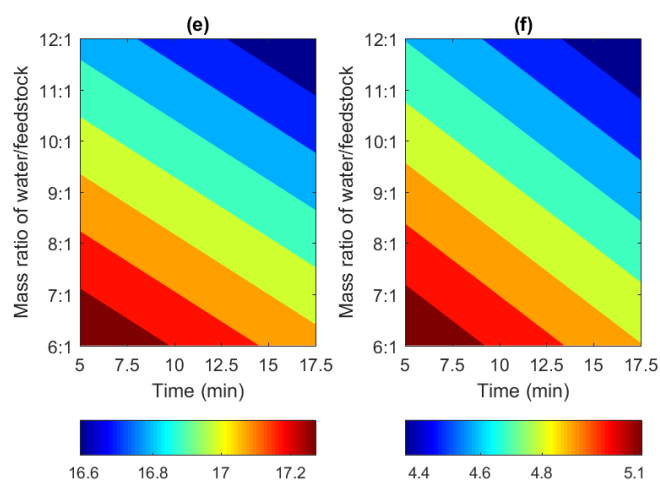 (e)
12:1
11:1
10:1
9:1
8:1
7:1
6:1
Mass ratio of water/feedstock
5 7.5 10 12.5 15 17.5
Time (min)
16.6 16.8 17 17.2
(f)
12:1
11:1
10:1
9:1
8:1
7:1
6:1
Mass ratio of water/feedstock
5 7.5 10 12.5 15 17.5
Time (min)
4.4 4.6 4.8 5.1